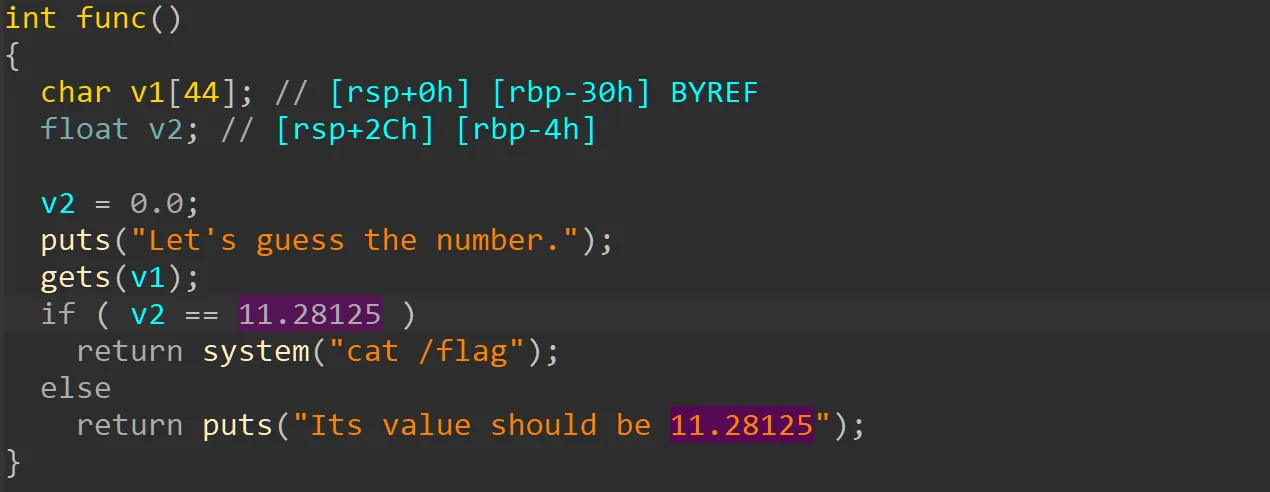 int func()
{
  char v1[44]; // [rsp+0h] [rbp-30h] BYREF
  float v2; // [rsp+2Ch] [rbp-4h]

  v2 = 0.0;
  puts("Let's guess the number.");
  gets(v1);
  if ( v2 == 11.28125 )
    return system("cat /flag");
  else
    return puts("Its value should be 11.28125");
}